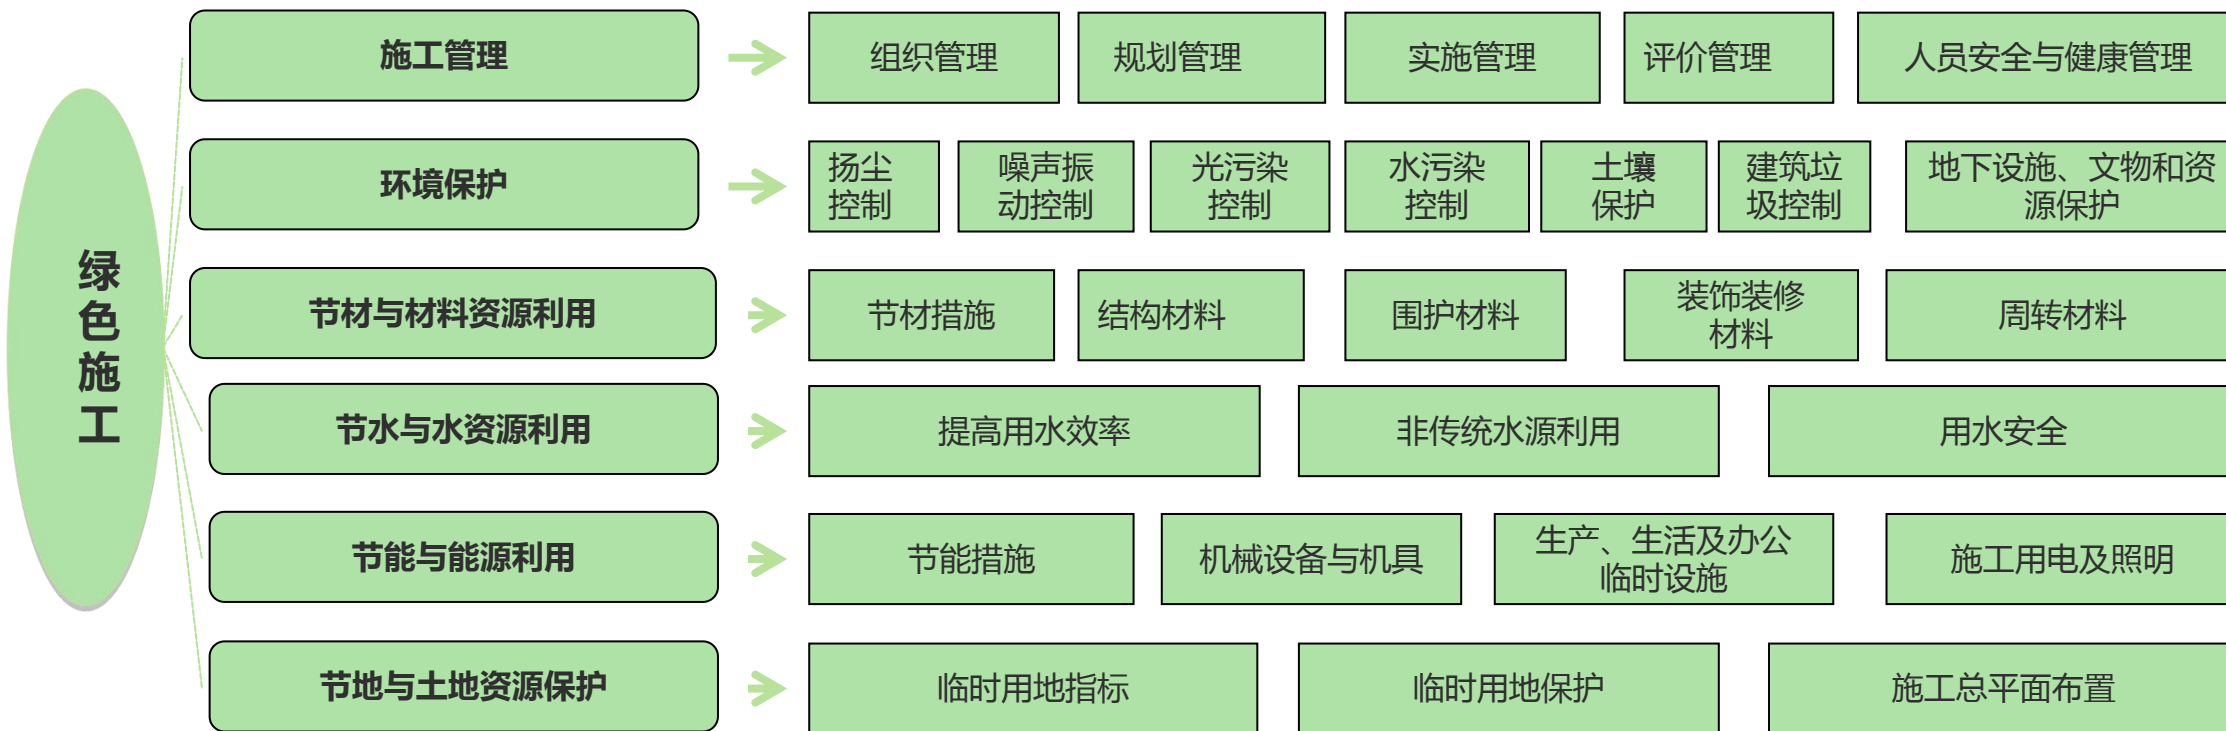 绿色施工
施工管理
组织管理
规划管理
实施管理
评价管理
人员安全与健康管理
环境保护
扬尘
控制
噪声振
动控制
光污染
控制
水污染
控制
土壤
保护
建筑垃
圾控制
地下设施、文物和资
源保护
节材与材料资源利用
节材措施
结构材料
围护材料
装饰装修
材料
周转材料
节水与水资源利用
提高用水效率
非传统水源利用
用水安全
节能与能源利用
节能措施
机械设备与机具
生产、生活及办公
临时设施
施工用电及照明
节地与土地资源保护
临时用地指标
临时用地保护
施工总平面布置